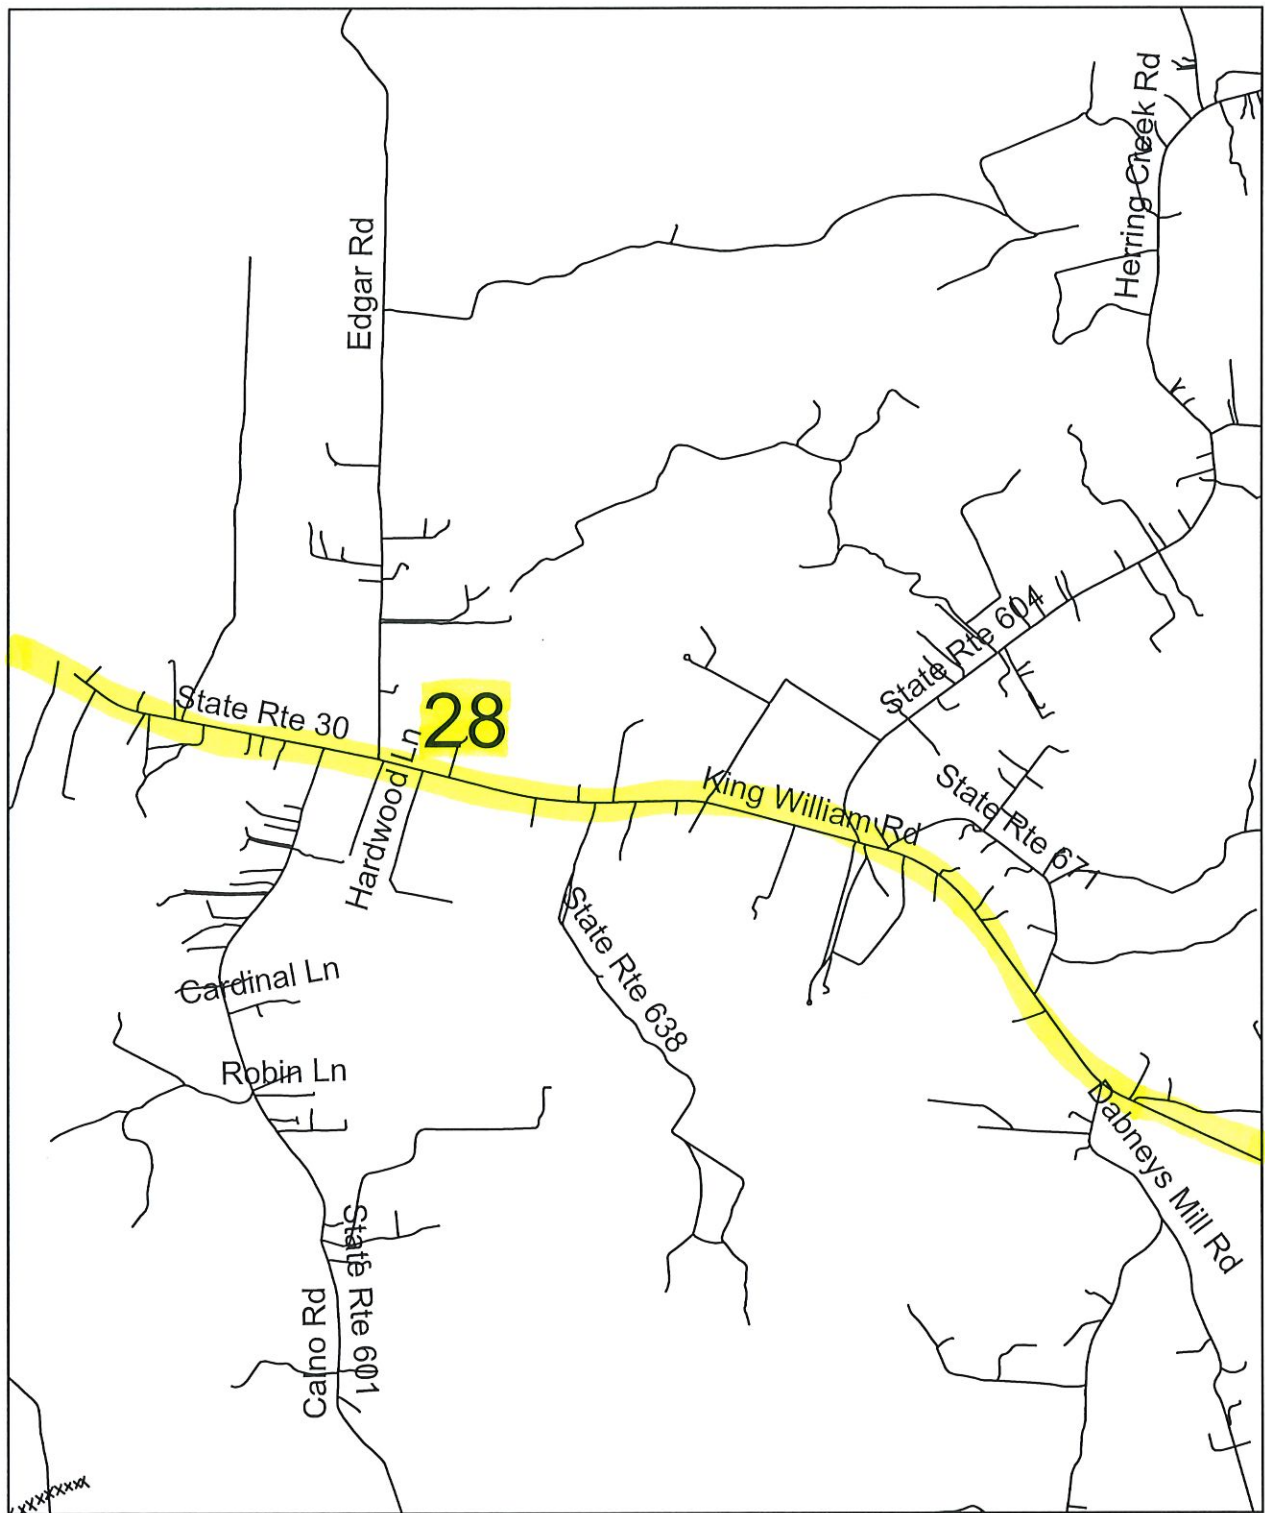 Herring Creek Rd
Edgar Rd
State Rte 604
State Rte 30
28
Hardwood Ln
King William Rd
State Rte 67
State Rte 638
Cardinal Ln
Robin Ln
Dabneys Mill Rd
State Rte 601
Calno Rd